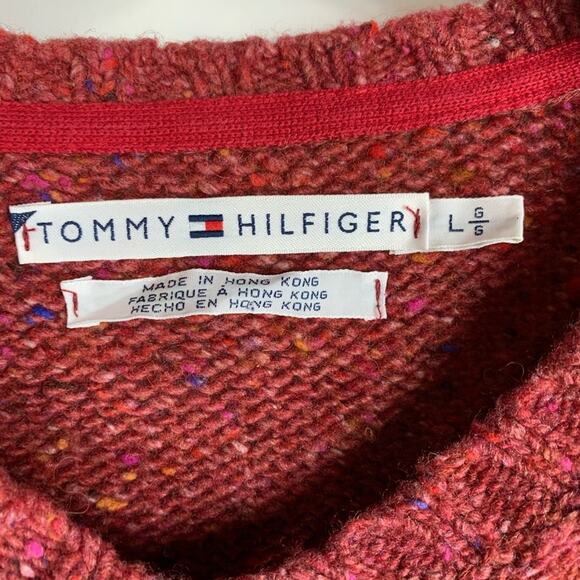 TOMMY HILFIGER
L G/S
MADE IN HONG KONG
FABRIQUE À HONG KONG
HECHO EN HONG KONG